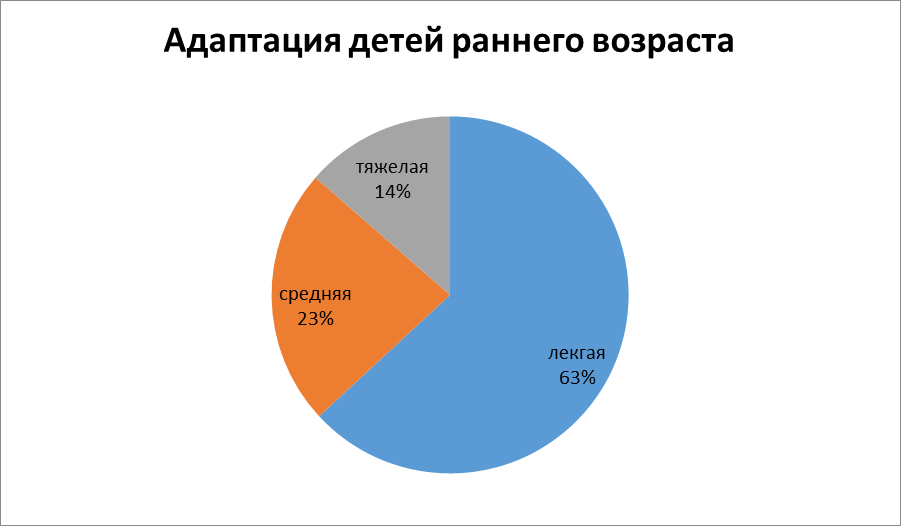 Адаптация детей раннего возраста
тяжелая
14%
средняя
23%
лекгая
63%